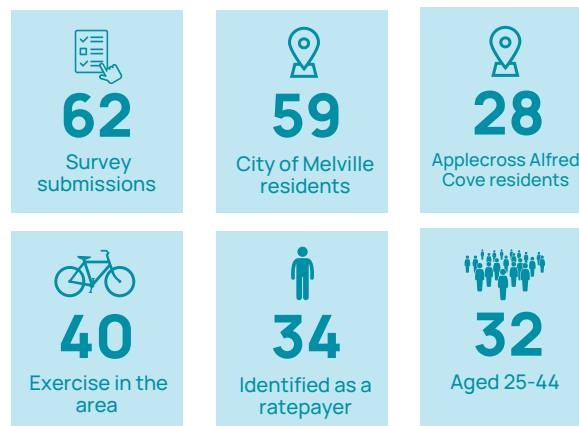 62
Survey
submissions
59
City of Melville
residents
28
Applecross Alfred
Cove residents
40
Exercise in the
area
34
Identified as a
ratepayer
32
Aged 25-44